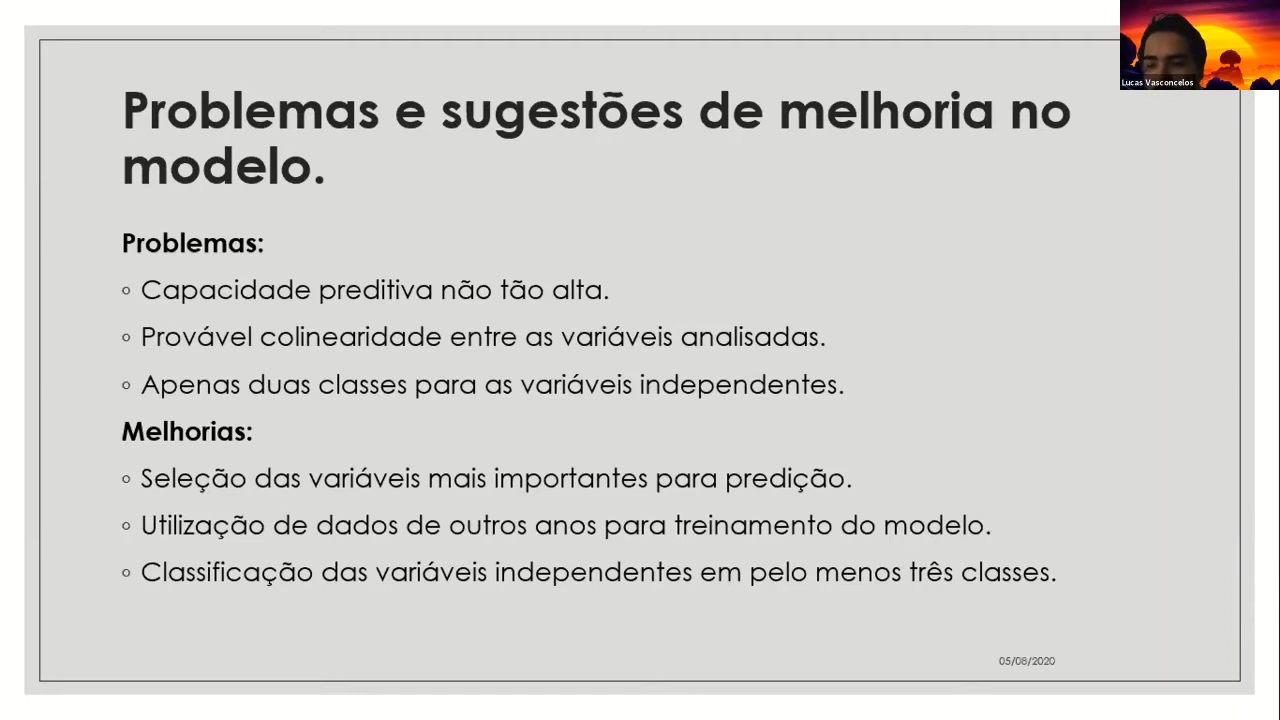 Lucas Vasconcelos
Problemas e sugestões de melhoria no
modelo.
Problemas:
◦ Capacidade preditiva não tão alta.
◦ Provável colinearidade entre as variáveis analisadas.
◦ Apenas duas classes para as variáveis independentes.
Melhorias:
◦ Seleção das variáveis mais importantes para predição.
◦ Utilização de dados de outros anos para treinamento do modelo.
◦ Classificação das variáveis independentes em pelo menos três classes.
05/08/2020